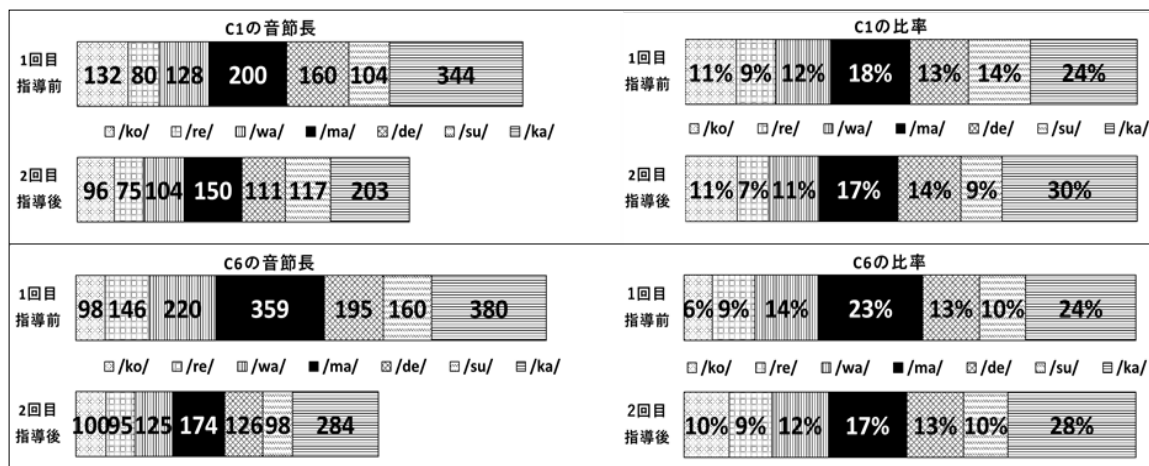 C1の音節長
1回目
指導前
132 80 128 200 160 104 344
/ko/ /re/ /wa/ /ma/ /de/ /su/ /ka/
2回目
指導後
96 75 104 150 111 117 203
C1の比率
1回目
指導前
11% 9% 12% 18% 13% 14% 24%
/ko/ /re/ /wa/ /ma/ /de/ /su/ /ka/
2回目
指導後
11% 7% 11% 17% 14% 9% 30%
C6の音節長
1回目
指導前
98 146 220 359 195 160 380
/ko/ /re/ /wa/ /ma/ /de/ /su/ /ka/
2回目
指導後
100 95 125 174 126 98 284
C6の比率
1回目
指導前
6% 9% 14% 23% 13% 10% 24%
/ko/ /re/ /wa/ /ma/ /de/ /su/ /ka/
2回目
指導後
10% 9% 12% 17% 13% 10% 28%